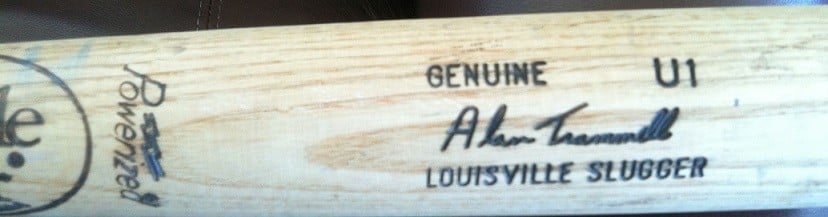 Powerized
GENUINE U1
Alan Trammell
LOUISVILLE SLUGGER